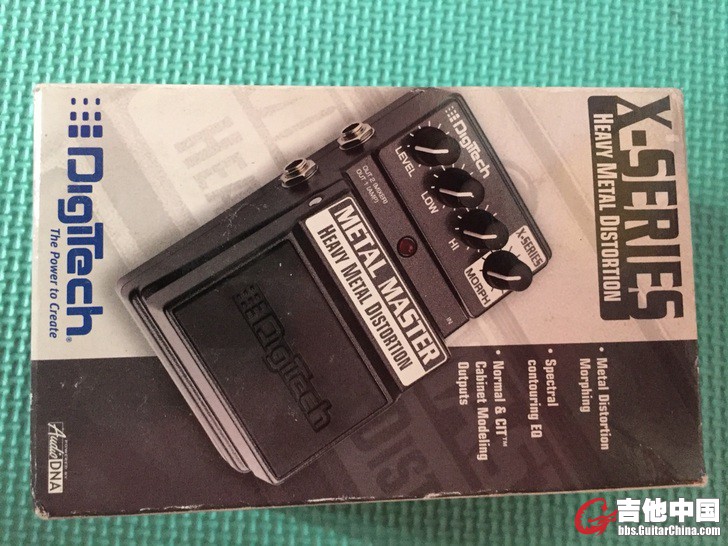 X-SERIES
HEAVY METAL DISTORTION
• Metal Distortion
Morphing
• Spectral
contouring EQ
• Normal & CIT™
Cabinet Modeling
Outputs
DigiTech®
The Power to Create
DigiTech
LEVEL
LOW
HI
MORPH
X-SERIES
OUT 2 (MIXER)
OUT 1 (AMP)
IN
METAL MASTER
HEAVY METAL DISTORTION
DigiTech
AudioDNA
吉他中国
bbs.GuitarChina.com